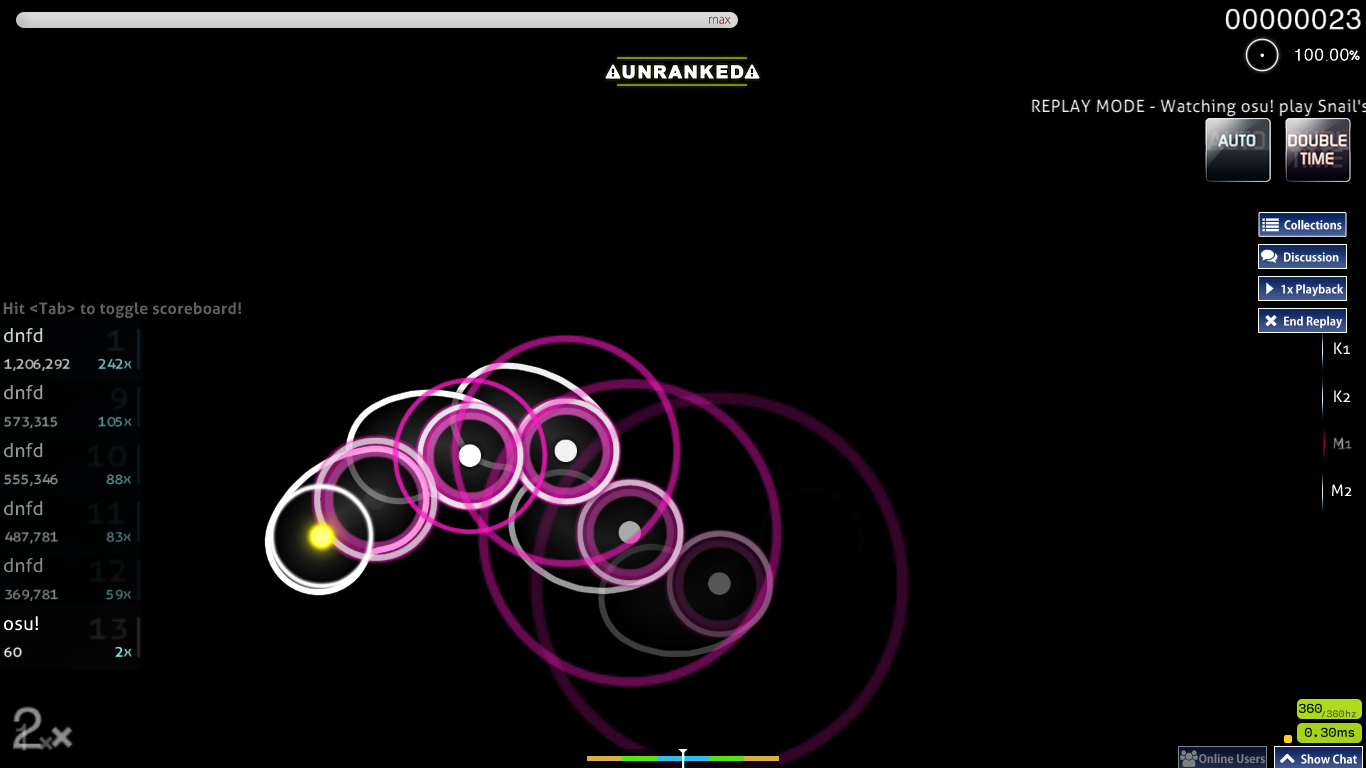 max
00000023
100.00%
⚠UNRANKED⚠
REPLAY MODE - Watching osu! play Snail's
AUTO
DOUBLE
TIME
Collections
Discussion
1x Playback
End Replay
Hit <Tab> to toggle scoreboard!
dnfd 1
1,206,292 242x
dnfd 9
573,315 105x
dnfd 10
555,346 88x
dnfd 11
487,781 83x
dnfd 12
369,781 59x
osu! 13
60 2x
K1
K2
M1
M2
2x
360/360hz
0.30ms
Online Users
Show Chat